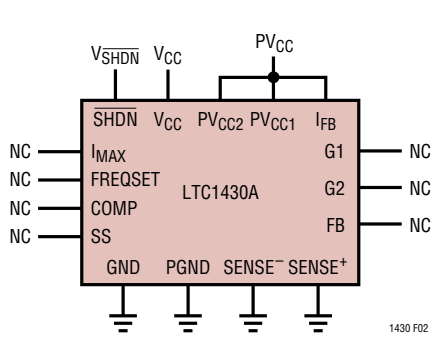 PVCC
VSHDN VCC
SHDN VCC PVCC2 PVCC1 IFB
NC IMAX G1 NC
NC FREQSET LTC1430A G2 NC
NC COMP FB NC
NC SS
GND PGND SENSE– SENSE+
1430 F02